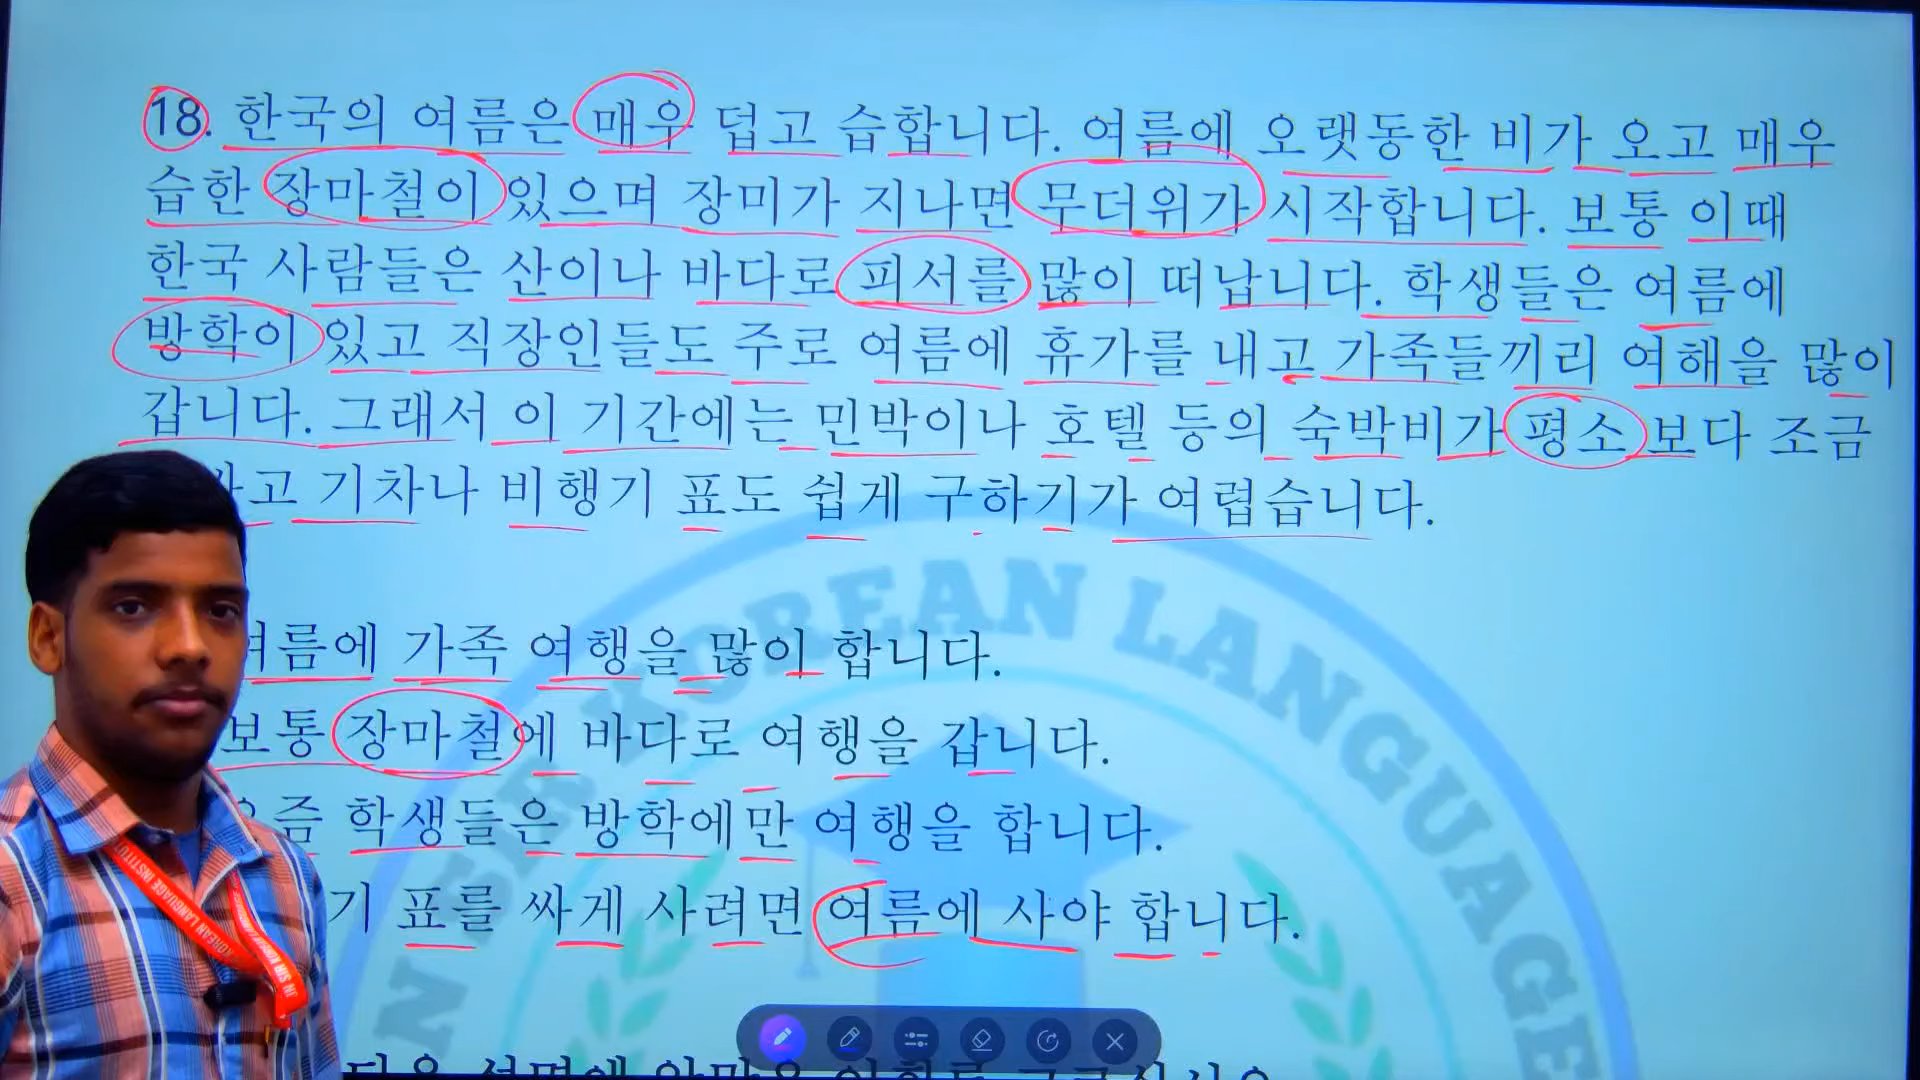 18. 한국의 여름은 매우 덥고 습합니다. 여름에 오랫동한 비가 오고 매우
습한 장마철이 있으며 장미가 지나면 무더위가 시작합니다. 보통 이때
한국 사람들은 산이나 바다로 피서를 많이 떠납니다. 학생들은 여름에
방학이 있고 직장인들도 주로 여름에 휴가를 내고 가족들끼리 여해을 많이
갑니다. 그래서 이 기간에는 민박이나 호텔 등의 숙박비가 평소 보다 조금
기차나 비행기 표도 쉽게 구하기가 여렵습니다.
여름에 가족 여행을 많이 합니다.
보통 장마철에 바다로 여행을 갑니다.
학생들은 방학에만 여행을 합니다.
기 표를 싸게 사려면 여름에 사야 합니다.
KOREAN LANGUAGE
KOREAN LANGUAGE INSTITU